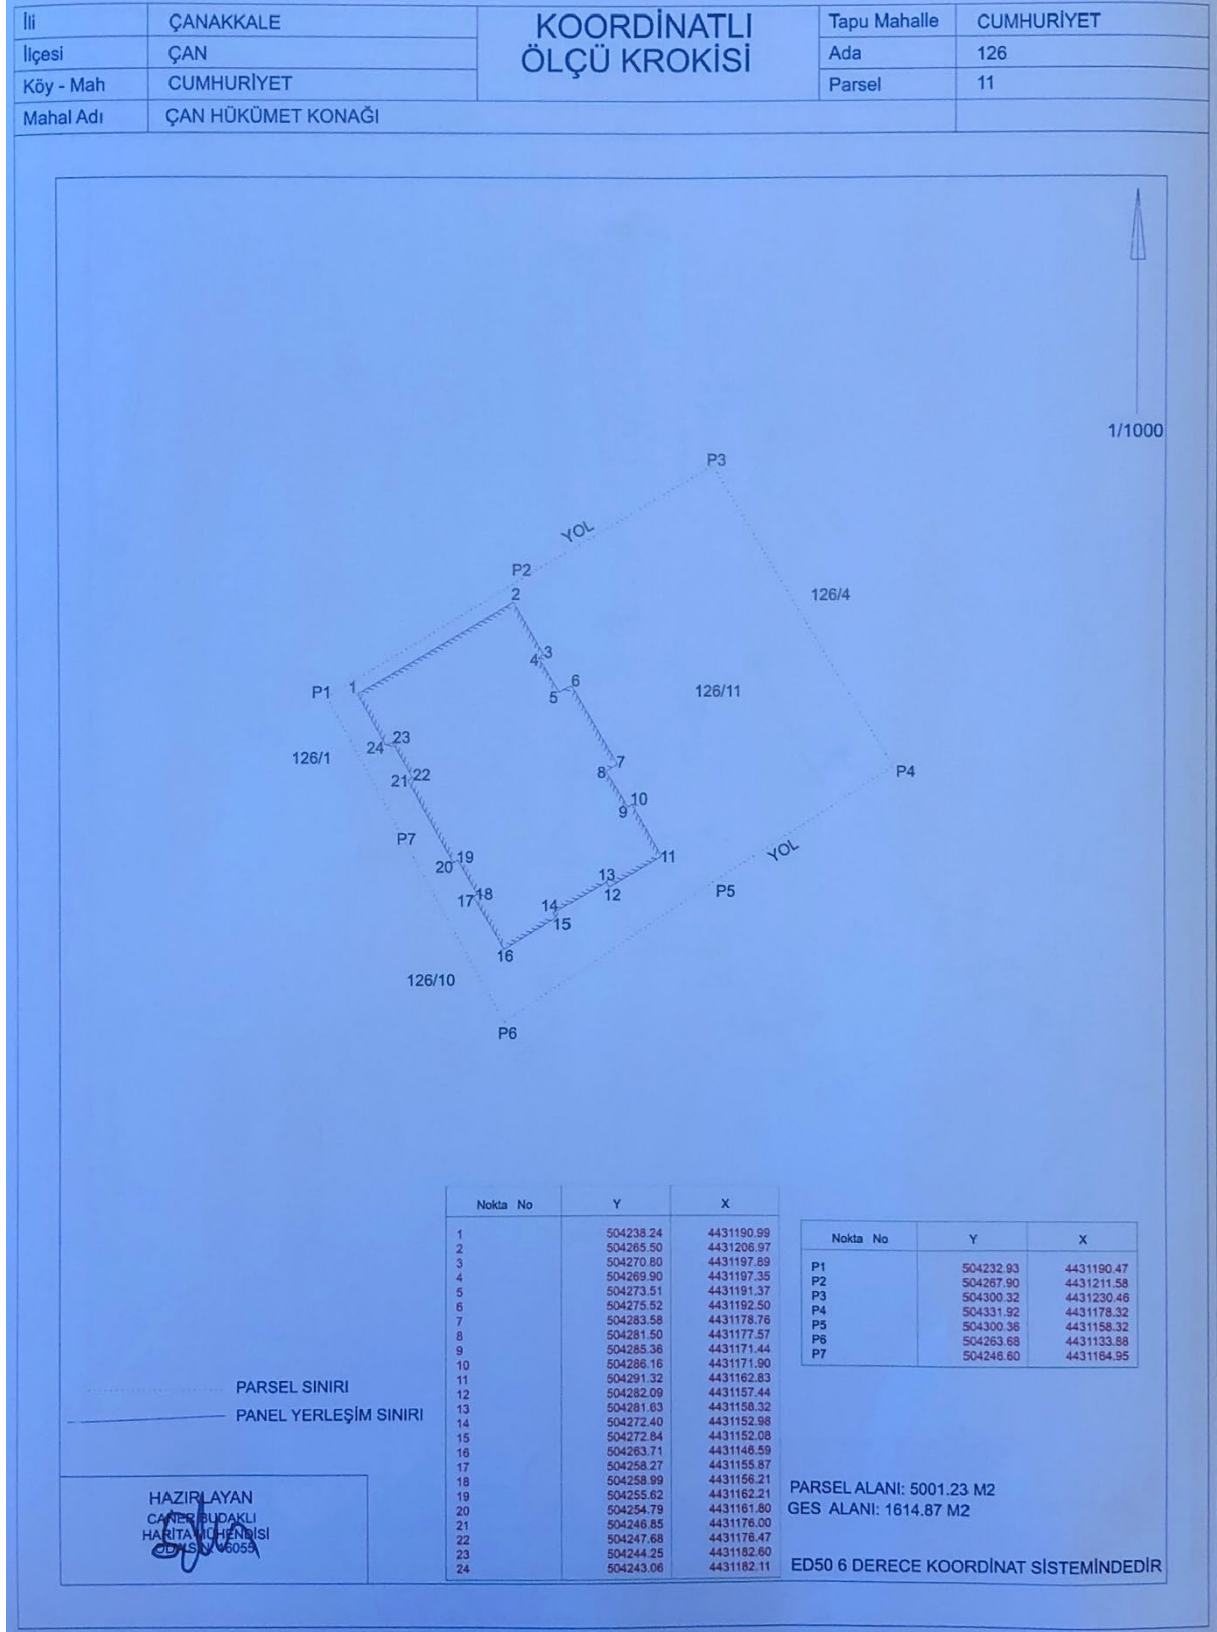 İli ÇANAKKALE KOORDİNATLI Tapu Mahalle CUMHURİYET
İlçesi ÇAN ÖLÇÜ KROKİSİ Ada 126
Köy - Mah CUMHURİYET Parsel 11
Mahal Adı ÇAN HÜKÜMET KONAĞI
1/1000
P3
YOL
P2
2
126/4
3
4
P1 1 5 6 126/11
23
24
126/1
7
8
P4
21 22
10
9
P7
YOL
19
20
11
13
P5
17 18
12
14
15
16
126/10
P6
Nokta No Y X
1 504238.24 4431190.99
2 504265.50 4431206.97
3 504270.80 4431197.89
4 504269.90 4431197.35
5 504273.51 4431191.37
6 504275.52 4431192.50
7 504283.58 4431178.76
8 504281.50 4431177.57
9 504285.36 4431171.44
10 504286.16 4431171.90
11 504291.32 4431162.83
12 504282.09 4431157.44
13 504281.63 4431158.32
14 504272.40 4431152.98
15 504272.84 4431152.08
16 504263.71 4431146.59
17 504258.27 4431155.87
18 504258.99 4431156.21
19 504255.62 4431162.21
20 504254.79 4431161.80
21 504246.85 4431176.00
22 504247.68 4431176.47
23 504244.25 4431182.60
24 504243.06 4431182.11
Nokta No Y X
P1 504232.93 4431190.47
P2 504267.90 4431211.58
P3 504300.32 4431230.46
P4 504331.92 4431178.32
P5 504300.36 4431158.32
P6 504263.68 4431133.88
P7 504246.60 4431164.95
PARSEL SINIRI
PANEL YERLEŞİM SINIRI
HAZIRLAYAN
CANER BUDAKLI
HARİTA MÜHENDİSİ
PARSEL ALANI: 5001.23 M2
GES ALANI: 1614.87 M2
ED50 6 DERECE KOORDİNAT SİSTEMİNDEDİR